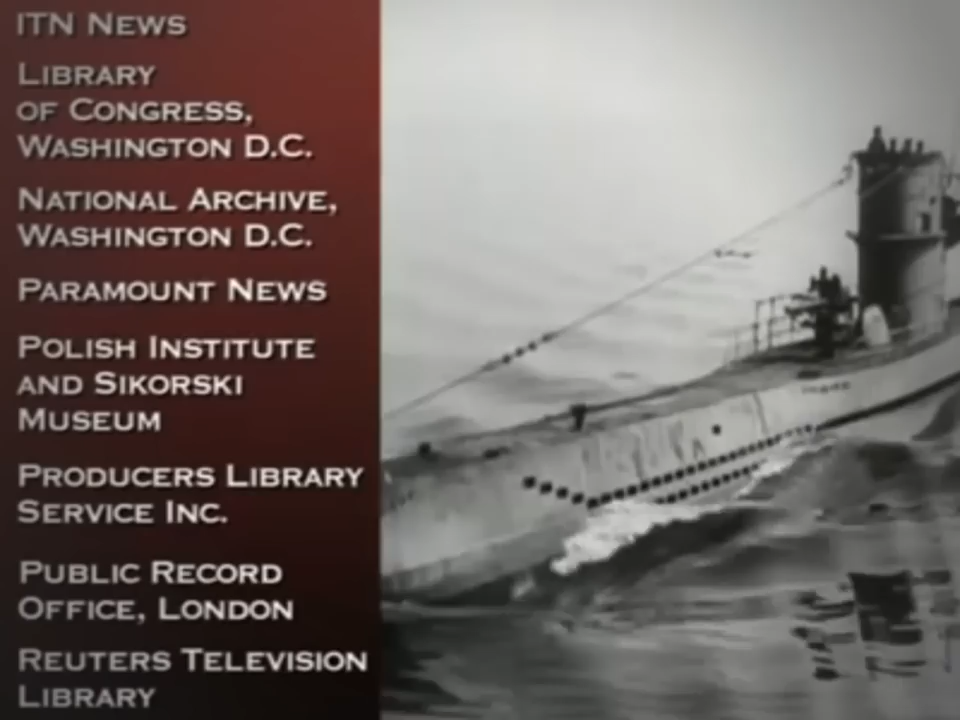 ITN NEWS
LIBRARY
OF CONGRESS,
WASHINGTON D.C.
NATIONAL ARCHIVE,
WASHINGTON D.C.
PARAMOUNT NEWS
POLISH INSTITUTE
AND SIKORSKI
MUSEUM
PRODUCERS LIBRARY
SERVICE INC.
PUBLIC RECORD
OFFICE, LONDON
REUTERS TELEVISION
LIBRARY